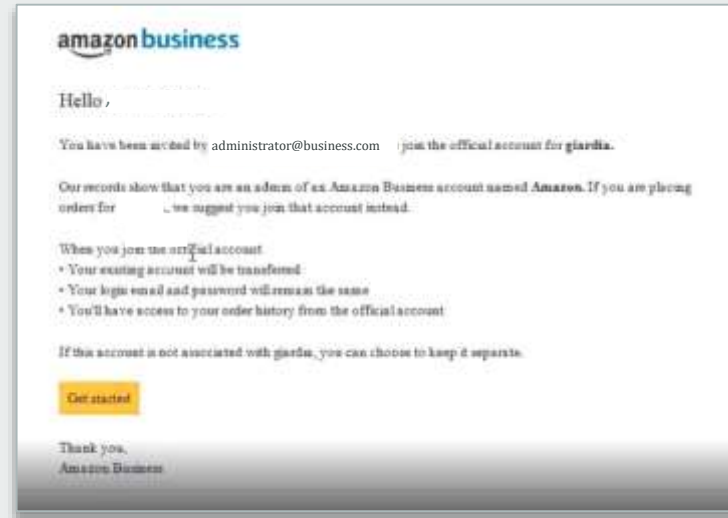 amazon business
Hello,
You have been invited by administrator@business.com join the official account for giardia.
Our records show that you are an admin of an Amazon Business account named Amazon. If you are placing
orders for , we suggest you join that account instead.
When you join the official account
• Your existing account will be transferred
• Your login email and password will remain the same
• You'll have access to your order history from the official account
If this account is not associated with giardia, you can choose to keep it separate.
Get started
Thank you,
Amazon Business